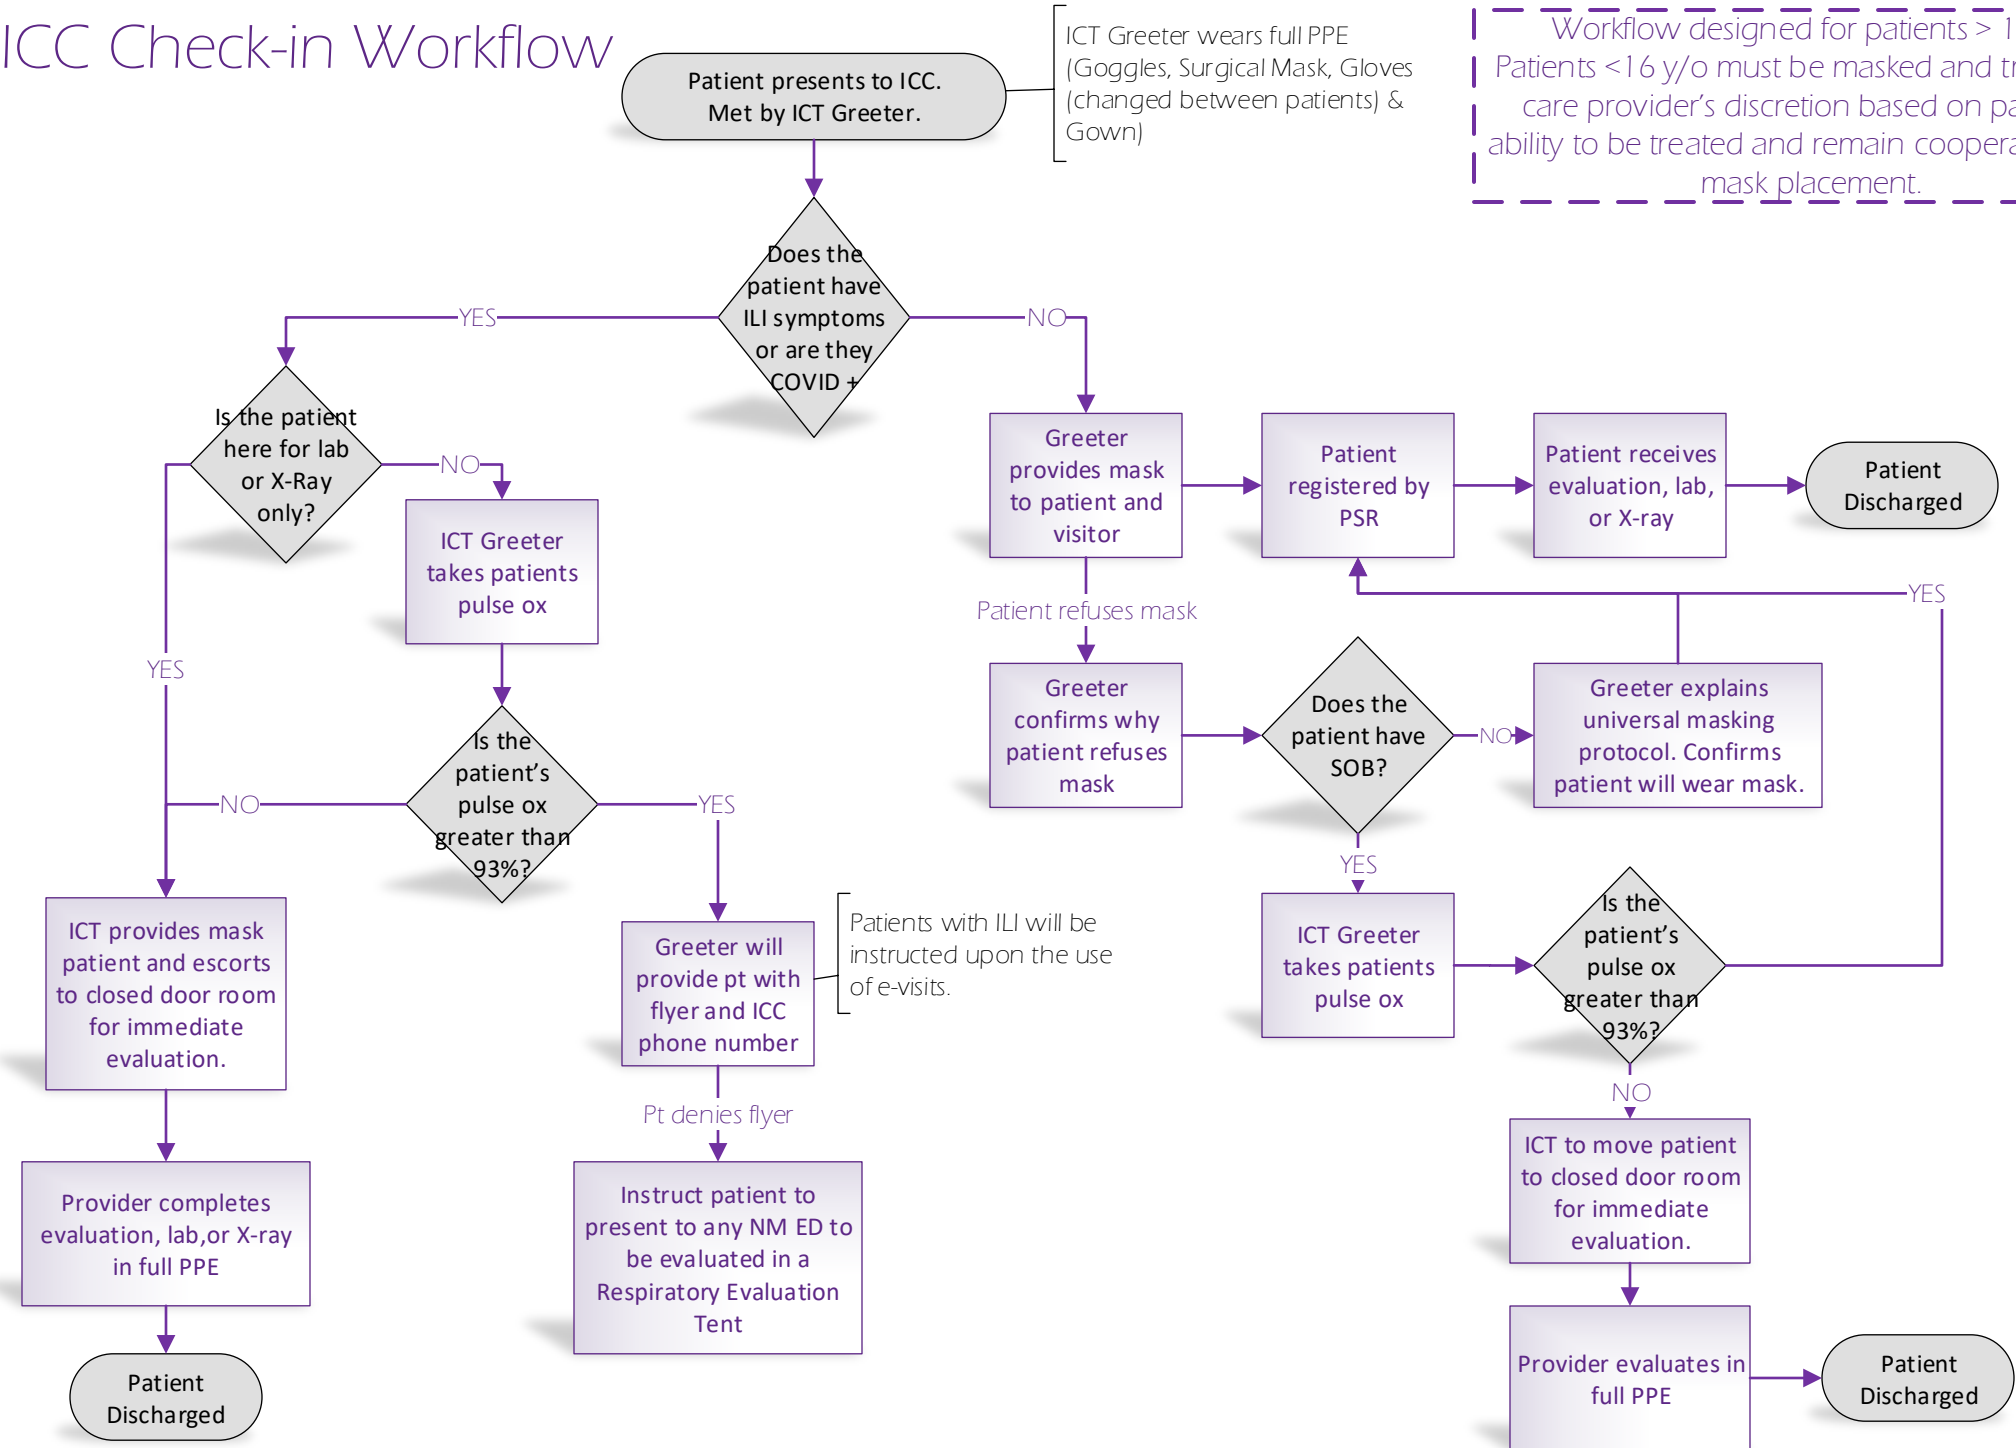 ICC Check-in Workflow
Patient presents to ICC.
Met by ICT Greeter.
ICT Greeter wears full PPE
(Goggles, Surgical Mask, Gloves
(changed between patients) &
Gown)
Workflow designed for patients > 1
Patients <16 y/o must be masked and
care provider's discretion based on
ability to be treated and remain
mask placement.
Does the
patient have
ILI symptoms
or are they
COVID +
YES
NO
Is the patient
here for lab
or X-Ray
only?
NO
YES
ICT Greeter
takes patients
pulse ox
Is the
patient's
pulse ox
greater than
93%?
NO
YES
ICT provides mask
patient and escorts
to closed door room
for immediate
evaluation.
Provider completes
evaluation, lab,or X-ray
in full PPE
Patient
Discharged
Greeter will
provide pt with
flyer and ICC
phone number
Patients with ILI will be
instructed upon the use
of e-visits.
Pt denies flyer
Instruct patient to
present to any NM ED to
be evaluated in a
Respiratory Evaluation
Tent
Greeter
provides mask
to patient and
visitor
Patient
registered by
PSR
Patient receives
evaluation, lab,
or X-ray
Patient
Discharged
Patient refuses mask
Greeter
confirms why
patient refuses
mask
Does the
patient have
SOB?
NO
Greeter explains
universal masking
protocol. Confirms
patient will wear mask.
YES
YES
ICT Greeter
takes patients
pulse ox
Is the
patient's
pulse ox
greater than
93%?
NO
ICT to move patient
to closed door room
for immediate
evaluation.
Provider evaluates in
full PPE
Patient
Discharged